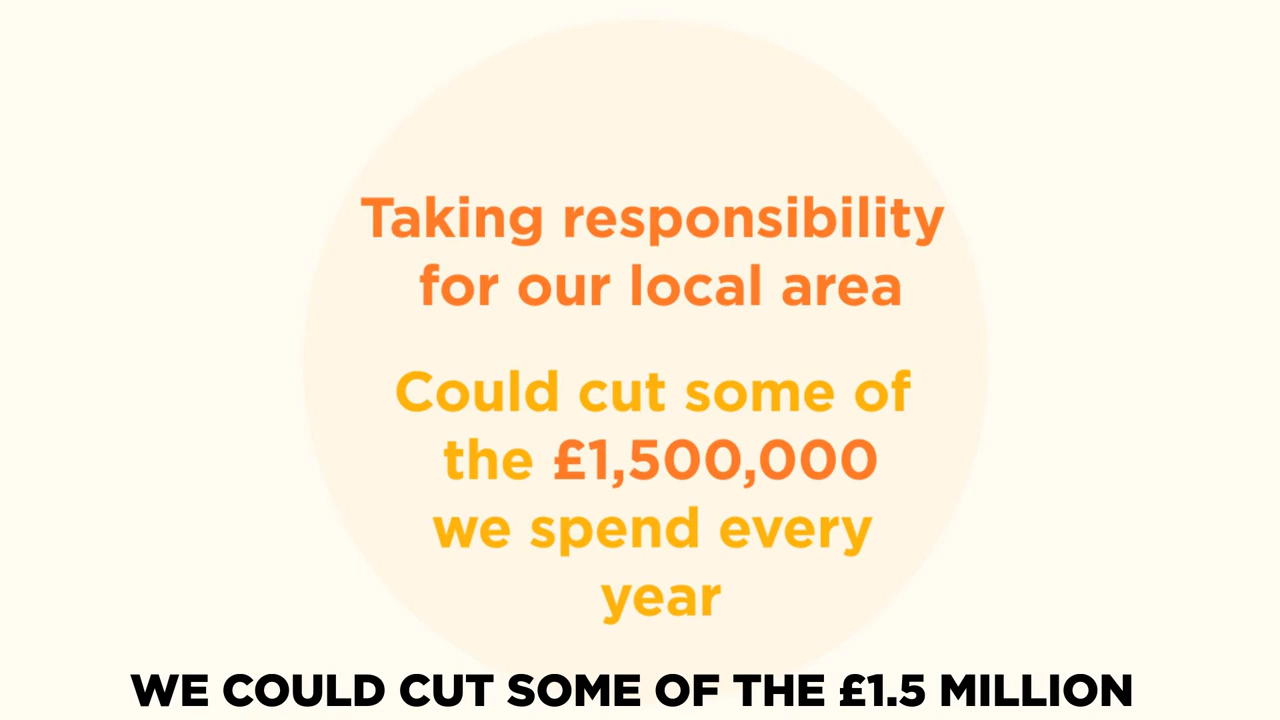 Taking responsibility
for our local area
Could cut some of
the £1,500,000
we spend every
year
WE COULD CUT SOME OF THE £1.5 MILLION